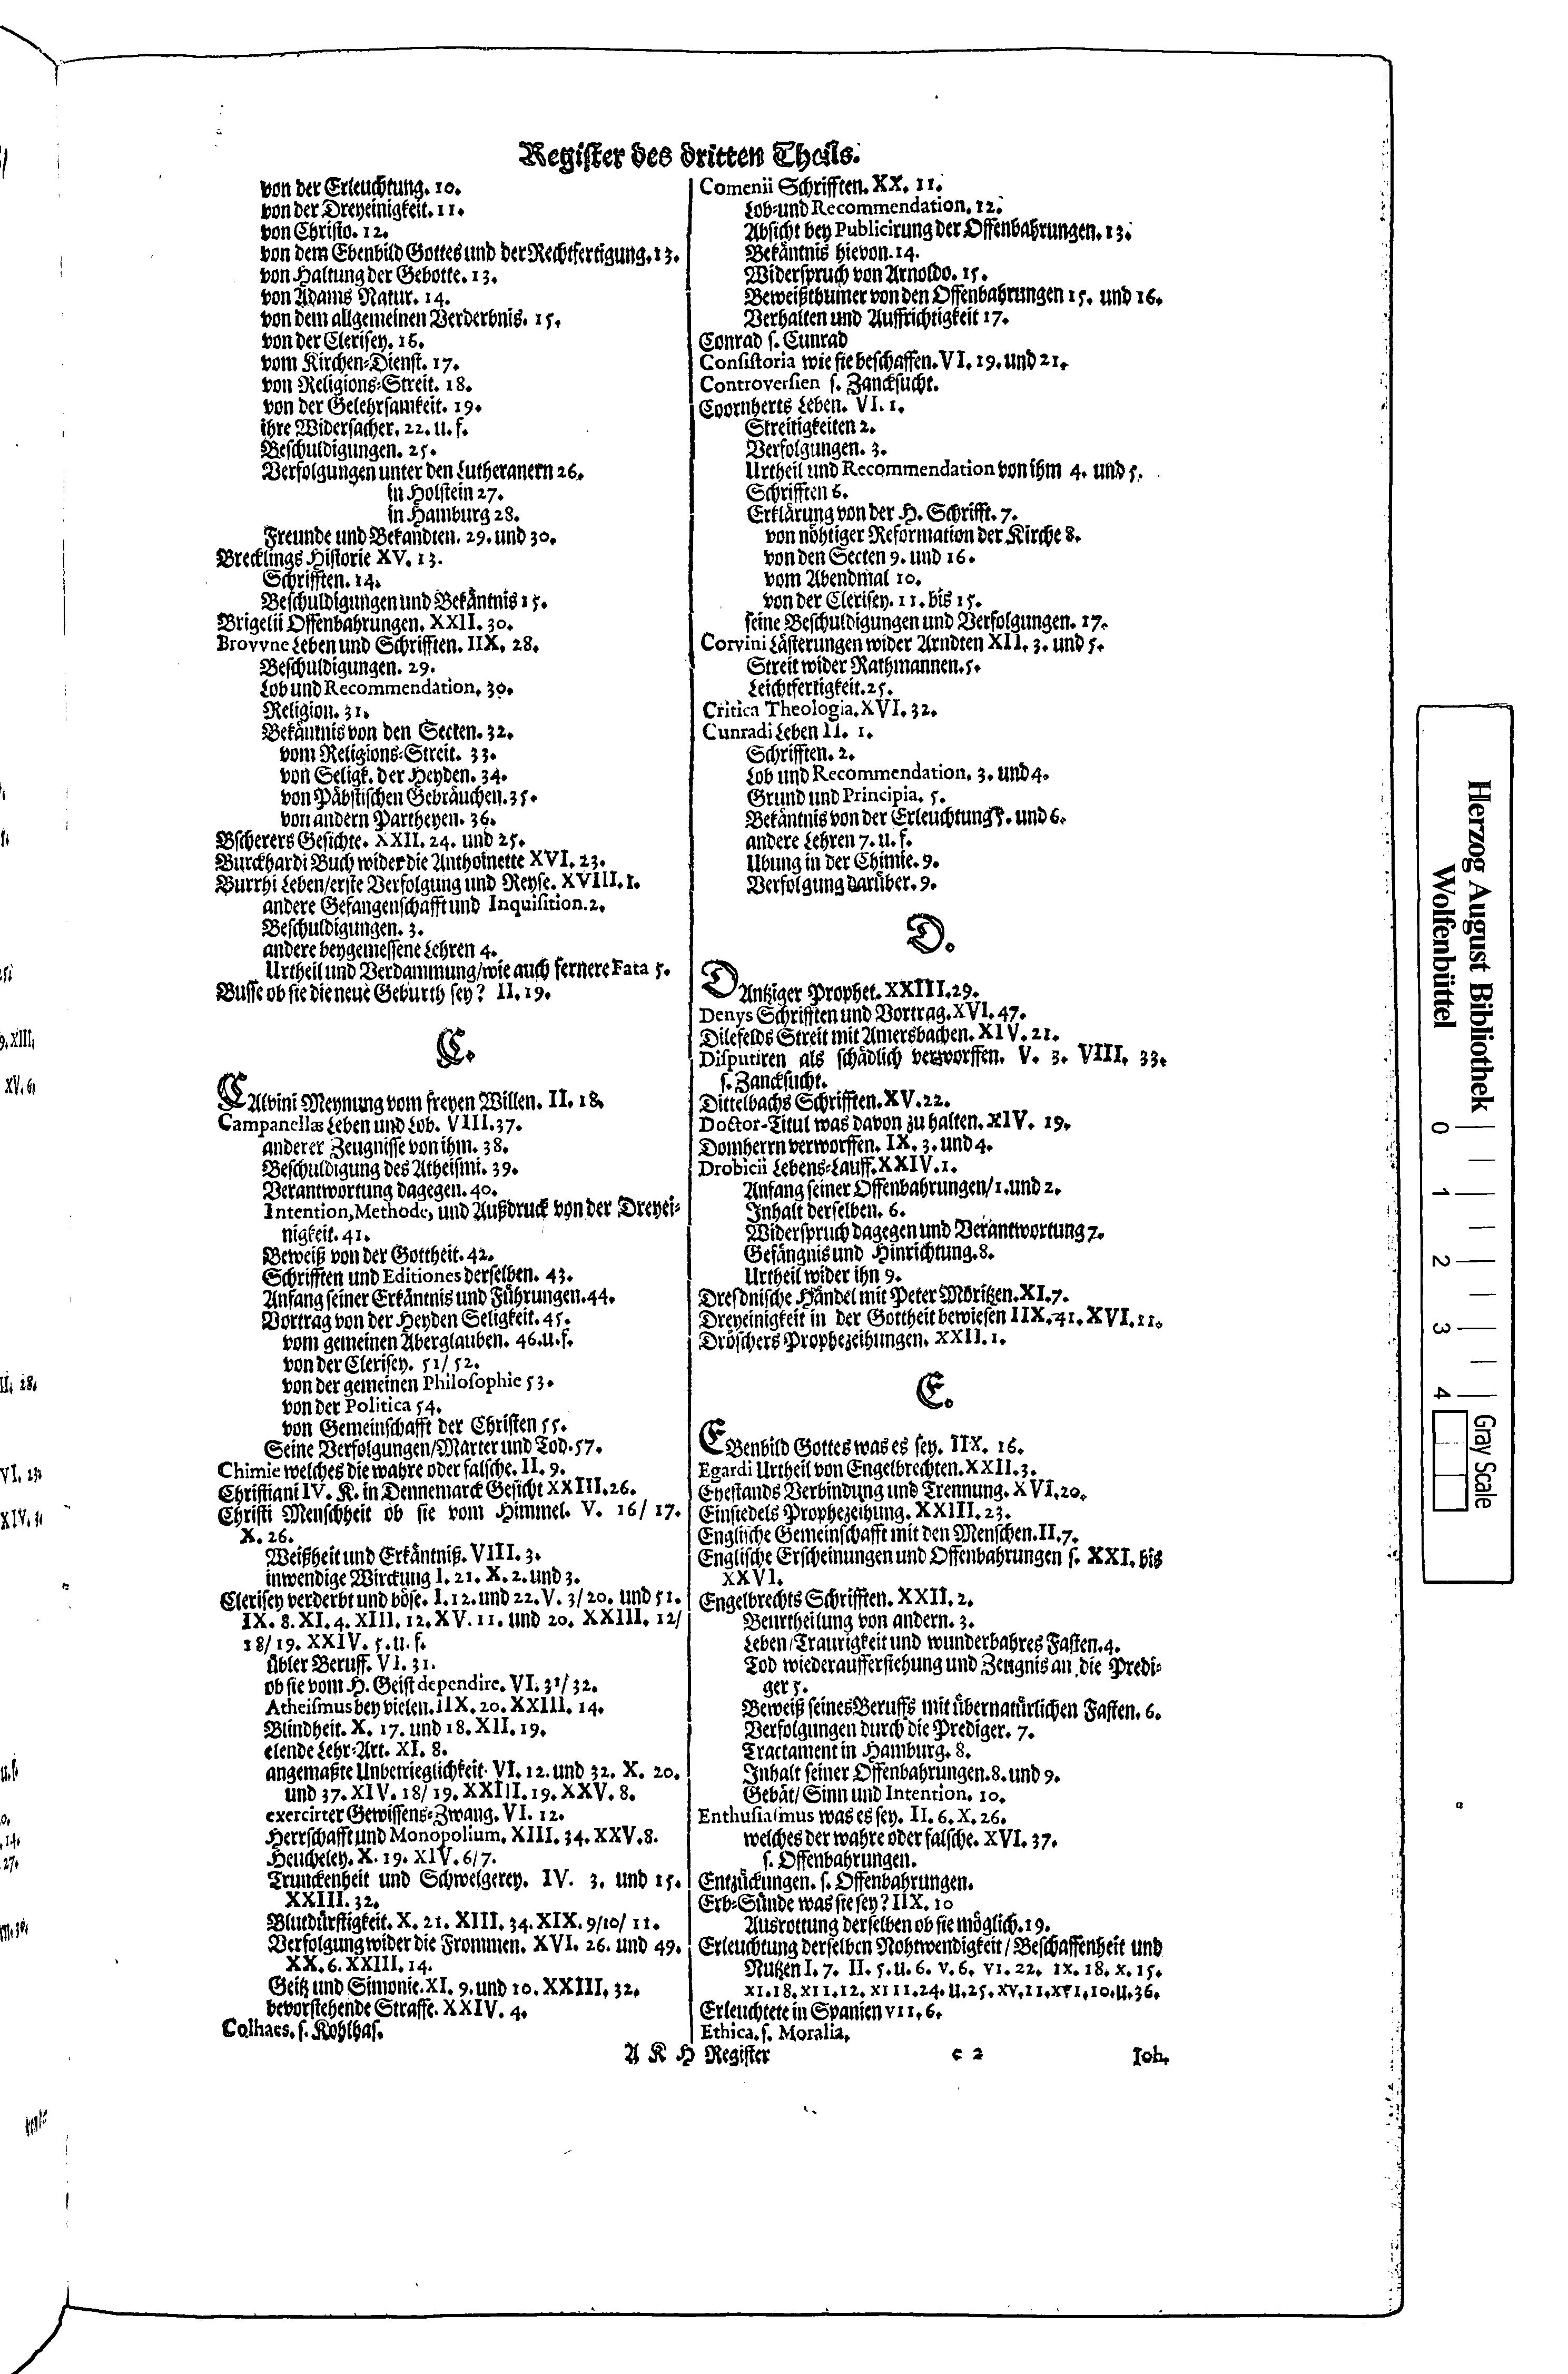 Register des dritten Theils.
von der Erleuchtung. 10.
von der Dreyeinigkeit. 11.
von Christo. 12.
von dem Ebenbild Gottes und der Rechtfertigung. 13.
von Haltung der Gebotte. 13.
von Adams Natur. 14.
von dem allgemeinen Verderbnis. 15.
von der Clerisey. 16.
vom Kirchen-Dienst. 17.
von Religions-Streit. 18.
von der Gelehrsamkeit. 19.
ihre Widersacher. 22. u. f.
Beschuldigungen. 25.
Verfolgungen unter den Lutheranern 26.
in Holstein 27.
in Hamburg 28.
Freunde und Bekandten. 29. und 30.
Brecklings Historie XV. 13.
Schrifften. 14.
Beschuldigungen und Bekäntnis 15.
Brigelii Offenbahrungen. XXII. 30.
Brovvne Leben und Schrifften. IIX. 28.
Beschuldigungen. 29.
Lob und Recommendation. 30.
Religion. 31.
Bekäntnis von den Secten. 32.
vom Religions-Streit. 33.
von Seligk. der Heyden. 34.
von Päbstischen Gebräuchen. 35.
von andern Partheyen. 36.
Bscherers Gesichte. XXII. 24. und 25.
Burckhardi Buch wider die Anthoinette XVI. 23.
Burrhi Leben/erste Verfolgung und Reyse. XVIII. 1.
andere Gefangenschafft und Inquisition. 2.
Beschuldigungen. 3.
andere beygemessene Lehren 4.
Urtheil und Verdammung/wie auch fernere Fata 5.
Busse ob sie die neue Geburth sey? II. 19.
C.
CAlvini Meynung vom freyen Willen. II. 18.
Campanellæ Leben und Lob. VIII. 37.
anderer Zeugnisse von ihm. 38.
Beschuldigung des Atheismi. 39.
Verantwortung dagegen. 40.
Intention, Methode, und Außdruck von der Dreyei-
nigkeit. 41.
Beweiß von der Gottheit. 42.
Schrifften und Editiones derselben. 43.
Anfang seiner Erkäntnis und Führungen. 44.
Vortrag von der Heyden Seligkeit. 45.
vom gemeinen Aberglauben. 46. u. f.
von der Clerisey. 51/ 52.
von der gemeinen Philosophie 53.
von der Politica 54.
von Gemeinschafft der Christen 55.
Seine Verfolgungen/Marter und Tod. 57.
Chimie welches die wahre oder falsche. II. 9.
Christiani IV. K. in Dennemarck Gesicht XXIII. 26.
Christi Menschheit ob sie vom Himmel. V. 16/ 17.
X. 26.
Weißheit und Erkäntniß. VIII. 3.
inwendige Wirckung I. 21. X. 2. und 3.
Clerisey verderbt und böse. I. 12. und 22. V. 3/ 20. und 51.
IX. 8. XI. 4. XIII. 12. XV. 11. und 20. XXIII. 12/
18/ 19. XXIV. 5. u. f.
übler Beruff. VI. 31.
ob sie vom H. Geist dependire. VI. 31/ 32.
Atheismus bey vielen. IIX. 20. XXIII. 14.
Blindheit. X. 17. und 18. XII. 19.
elende Lehr-Art. XI. 8.
angemaßte Unbetrieglichkeit. VI. 12. und 32. X. 20.
und 37. XIV. 18/ 19. XXIII. 19. XXV. 8.
exercirter Gewissens-Zwang. VI. 12.
Herrschafft und Monopolium. XIII. 34. XXV. 8.
Heucheley. X. 19. XIV. 6/ 7.
Trunckenheit und Schwelgerey. IV. 3. und 15.
XXIII. 32.
Blutdürstigkeit. X. 21. XIII. 34. XIX. 9/10/ 11.
Verfolgung wider die Frommen. XVI. 26. und 49.
XX. 6. XXIII. 14.
Geitz und Simonie. XI. 9. und 10. XXIII. 32.
bevorstehende Straffe. XXIV. 4.
Colhaes. s. Kohlhas.
Comenii Schrifften. XX. 11.
Lob- und Recommendation. 12.
Absicht bey Publicirung der Offenbahrungen. 13.
Bekäntnis hievon. 14.
Widerspruch von Arnoldo. 15.
Beweißthümer von den Offenbahrungen 15. und 16.
Verhalten und Auffrichtigkeit 17.
Conrad s. Cunrad
Consistoria wie sie beschaffen. VI. 19. und 21.
Controversien s. Zancksucht.
Coornherts Leben. VI. 1.
Streitigkeiten 2.
Verfolgungen. 3.
Urtheil und Recommendation von ihm 4. und 5.
Schrifften 6.
Erklärung von der H. Schrifft. 7.
von nöhtiger Reformation der Kirche 8.
von den Secten 9. und 16.
vom Abendmal 10.
von der Clerisey. 11. bis 15.
seine Beschuldigungen und Verfolgungen. 17.
Corvini Lästerungen wider Arndten XII. 3. und 5.
Streit wider Rathmannen. 5.
Leichtfertigkeit. 25.
Critica Theologia. XVI. 32.
Cunradi Leben II. 1.
Schrifften. 2.
Lob und Recommendation. 3. und 4.
Grund und Principia. 5.
Bekäntnis von der Erleuchtung 5. und 6.
andere Lehren 7. u. f.
Ubung in der Chimie. 9.
Verfolgung darüber. 9.
D.
DAntziger Prophet. XXIII. 29.
Denys Schrifften und Vortrag. XVI. 47.
Dilefelds Streit mit Amersbachen. XIV. 21.
Disputiren als schädlich verworffen. V. 3. VIII. 33.
s. Zancksucht.
Dittelbachs Schrifften. XV. 22.
Doctor-Titul was davon zu halten. XIV. 19.
Domherrn verworffen. IX. 3. und 4.
Drobicii Lebens-Lauff. XXIV. 1.
Anfang seiner Offenbahrungen/1. und 2.
Inhalt derselben. 6.
Widerspruch dagegen und Verantwortung 7.
Gefängnis und Hinrichtung. 8.
Urtheil wider ihn 9.
Dresdnische Händel mit Peter Möritzen. XI. 7.
Dreyeinigkeit in der Gottheit bewiesen IIX. 41. XVI. 11.
Dröschers Prophezeihungen. XXII. 1.
E.
EBenbild Gottes was es sey. IIX. 16.
Egardi Urtheil von Engelbrechten. XXII. 3.
Ehestands Verbindung und Trennung. XVI. 20.
Einsiedels Prophezeihung. XXIII. 23.
Englische Gemeinschafft mit den Menschen. II. 7.
Englische Erscheinungen und Offenbahrungen s. XXI. bis
XXVI.
Engelbrechts Schrifften. XXII. 2.
Beurtheilung von andern. 3.
Leben/Traurigkeit und wunderbahres Fasten. 4.
Tod wiederaufferstehung und Zeugnis an die Predi-
ger 5.
Beweiß seines Beruffs mit übernatürlichen Fasten. 6.
Verfolgungen durch die Prediger. 7.
Tractament in Hamburg. 8.
Inhalt seiner Offenbahrungen. 8. und 9.
Gebät/ Sinn und Intention. 10.
Enthusiasmus was es sey. II. 6. X. 26.
welches der wahre oder falsche. XVI. 37.
s. Offenbahrungen.
Entzückungen. s. Offenbahrungen.
Erb-Sünde was sie sey? IIX. 10
Ausrottung derselben ob sie möglich. 19.
Erleuchtung derselben Nohtwendigkeit/ Beschaffenheit und
Nutzen I. 7. II. 5. u. 6. V. 6. VI. 22. IX. 18. X. 15.
XI. 18. XII. 12. XIII. 24. u. 25. XV. 11. XVI. 10. u. 36.
Erleuchtete in Spanien VII. 6.
Ethica. s. Moralia.
A K H Register c 2 Joh.
Herzog August Bibliothek
Wolfenbüttel
0 1 2 3 4
Gray Scale